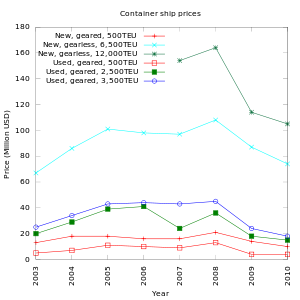 Container ship prices
New, geared, 500TEU
New, gearless, 6,500TEU
New, gearless, 12,000TEU
Used, geared, 500TEU
Used, geared, 2,500TEU
Used, geared, 3,500TEU
Price (Million USD)
180
160
140
120
100
80
60
40
20
0
2003 2004 2005 2006 2007 2008 2009 2010
Year